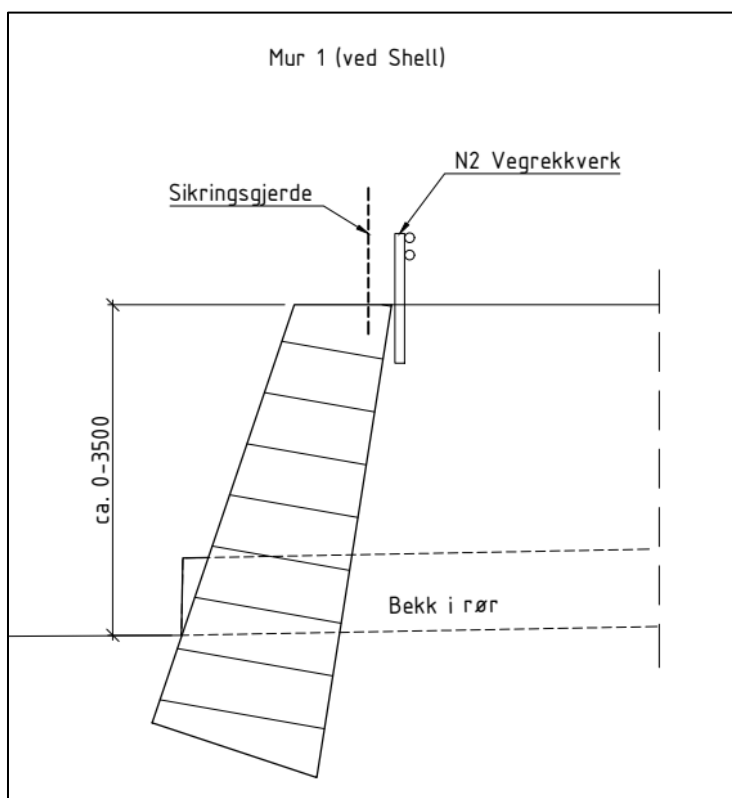 Mur 1 (ved Shell)
N2 Vegrekkverk
Sikringsgjerde
ca. 0-3500
Bekk i rør